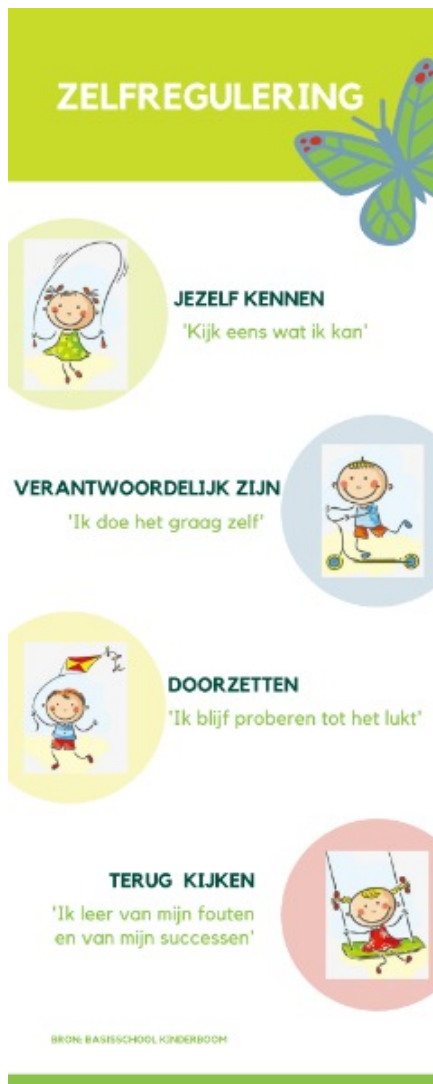 ZELFREGULERING
JEZELF KENNEN
'Kijk eens wat ik kan'
VERANTWOORDELIJK ZIJN
'Ik doe het graag zelf'
DOORZETTEN
'Ik blijf proberen tot het lukt'
TERUG KIJKEN
'Ik leer van mijn fouten
en van mijn successen'
BRON: BASISSCHOOL KINDERBOOM